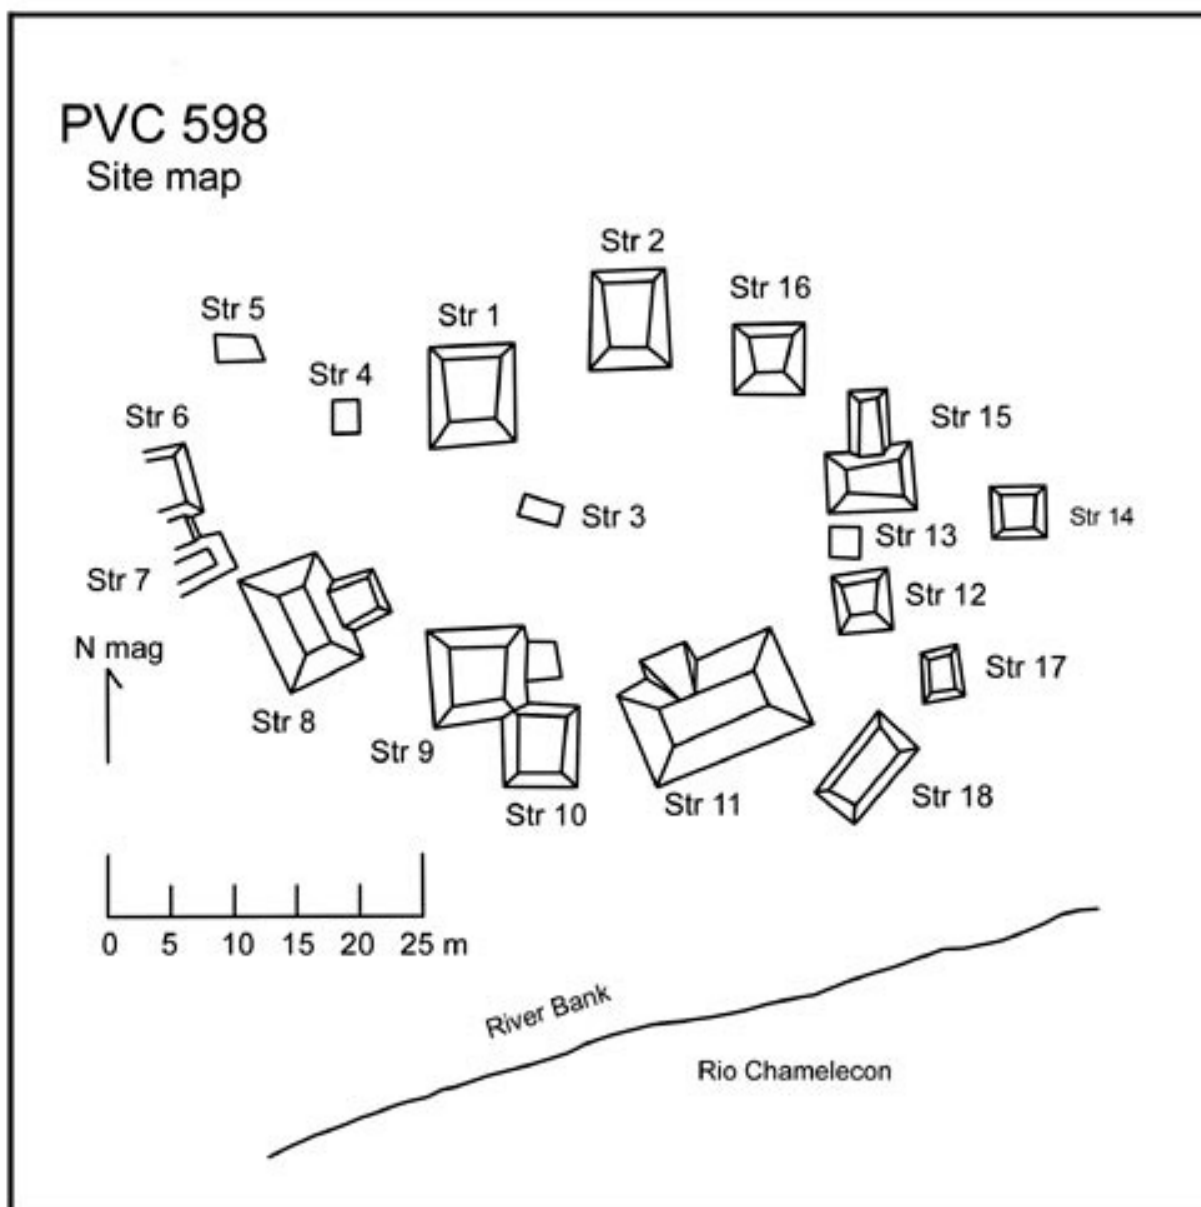 PVC 598
Site map
Str 2
Str 16
Str 5
Str 1
Str 4
Str 6
Str 15
Str 3
Str 14
Str 13
Str 7
Str 12
N mag
Str 17
Str 8
Str 9
Str 18
Str 11
Str 10
0 5 10 15 20 25 m
River Bank
Rio Chamelecon